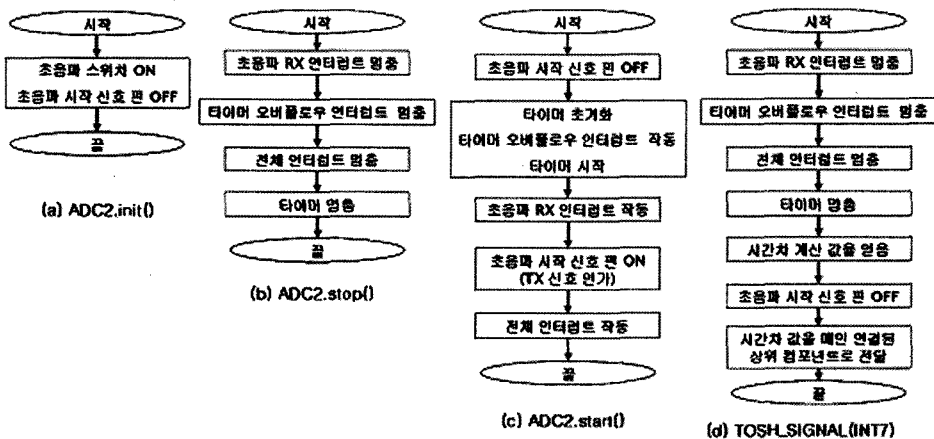 시작
초음파 스위치 ON
초음파 시작 신호 핀 OFF
끝
(a) ADC2.init()
시작
초음파 RX 인터럽트 멈춤
타이머 오버플로우 인터럽트 멈춤
전체 인터럽트 멈춤
타이머 멈춤
끝
(b) ADC2.stop()
시작
초음파 시작 신호 핀 OFF
타이머 초기화
타이머 오버플로우 인터럽트 작동
타이머 시작
초음파 RX 인터럽트 작동
초음파 시작 신호 핀 ON
(TX 신호 인가)
전체 인터럽트 작동
끝
(c) ADC2.start()
시작
초음파 RX 인터럽트 멈춤
타이머 오버플로우 인터럽트 멈춤
전체 인터럽트 멈춤
타이머 멈춤
시간차 계산 값을 얻음
초음파 시작 신호 핀 OFF
시간차 값을 메인 연결된
상위 컴포넌트로 전달
끝
(d) TOSH_SIGNAL(INT7)